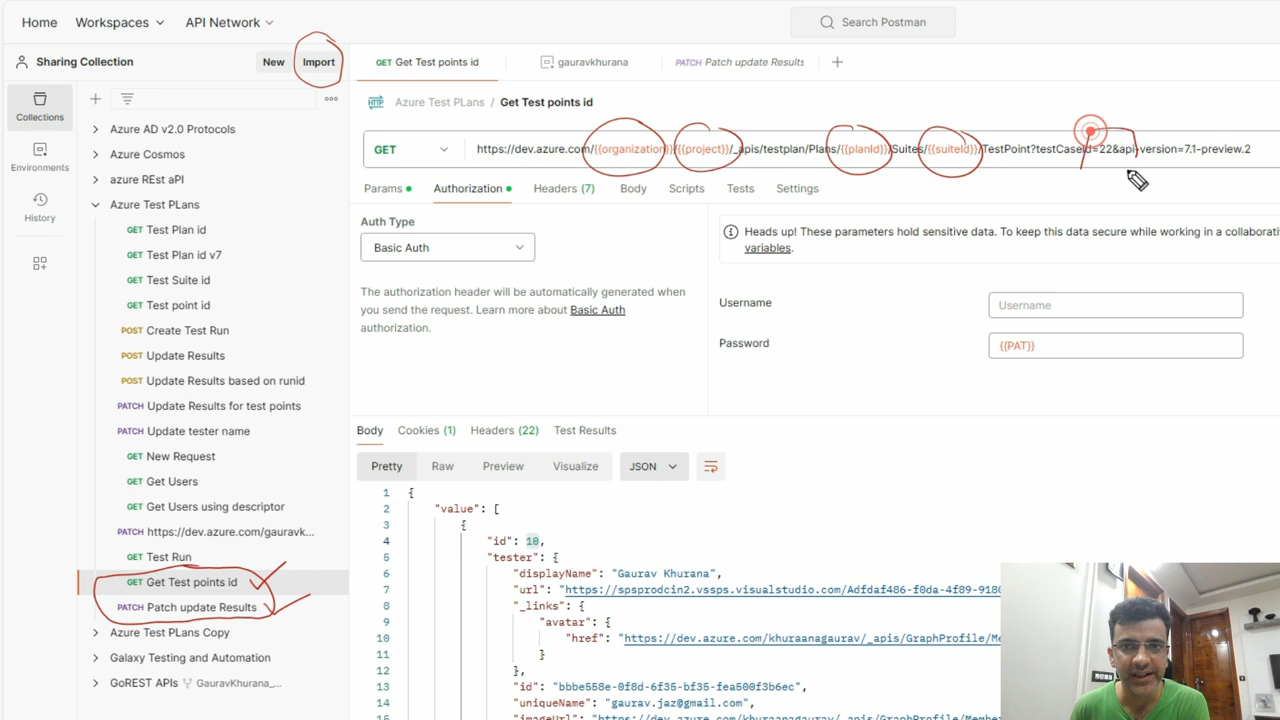 Home Workspaces API Network Search Postman
Sharing Collection New Import
GET Get Test points id gauravkhurana PATCH Patch update Results
Collections
Environments
History
Azure AD v2.0 Protocols
Azure Cosmos
azure REst aPI
Azure Test PLans
GET Test Plan id
GET Test Plan id v7
GET Test Suite id
GET Test point id
POST Create Test Run
POST Update Results
POST Update Results based on runid
PATCH Update Results for test points
PATCH Update tester name
GET New Request
GET Get Users
GET Get Users using descriptor
PATCH https://dev.azure.com/gauravk...
GET Test Run
GET Get Test points id
PATCH Patch update Results
Azure Test PLans Copy
Galaxy Testing and Automation
GoREST APIs GauravKhurana_...
HTTP Azure Test PLans / Get Test points id
GET https://dev.azure.com/{{organization}}/{{project}}/_apis/testplan/Plans/{{planId}}/Suites/{{suiteId}}/TestPoint?testCaseId=22&api-version=7.1-preview.2
Params Authorization Headers (7) Body Scripts Tests Settings
Auth Type
Basic Auth
The authorization header will be automatically generated when
you send the request. Learn more about Basic Auth
authorization.
Heads up! These parameters hold sensitive data. To keep this data secure while working in a collaborati
variables.
Username Username
Password {{PAT}}
Body Cookies (1) Headers (22) Test Results
Pretty Raw Preview Visualize JSON
1 {
2 "value": [
3 {
4 "id": 10,
5 "tester": {
6 "displayName": "Gaurav Khurana",
7 "url": "https://spsprodcin2.vssps.visualstudio.com/Adfdaf486-f0da-4f89-9180
8 "_links": {
9 "avatar": {
10 "href": "https://dev.azure.com/khuraanagaurav/_apis/GraphProfile/Me
11 }
12 },
13 "id": "bbbe558e-0f8d-6f35-bf35-fea500f3b6ec",
14 "uniqueName": "gaurav.jaz@gmail.com",
15 "imageUrl": "https://dev.azure.com/khuraanagaurav/_apis/GraphProfile/Member